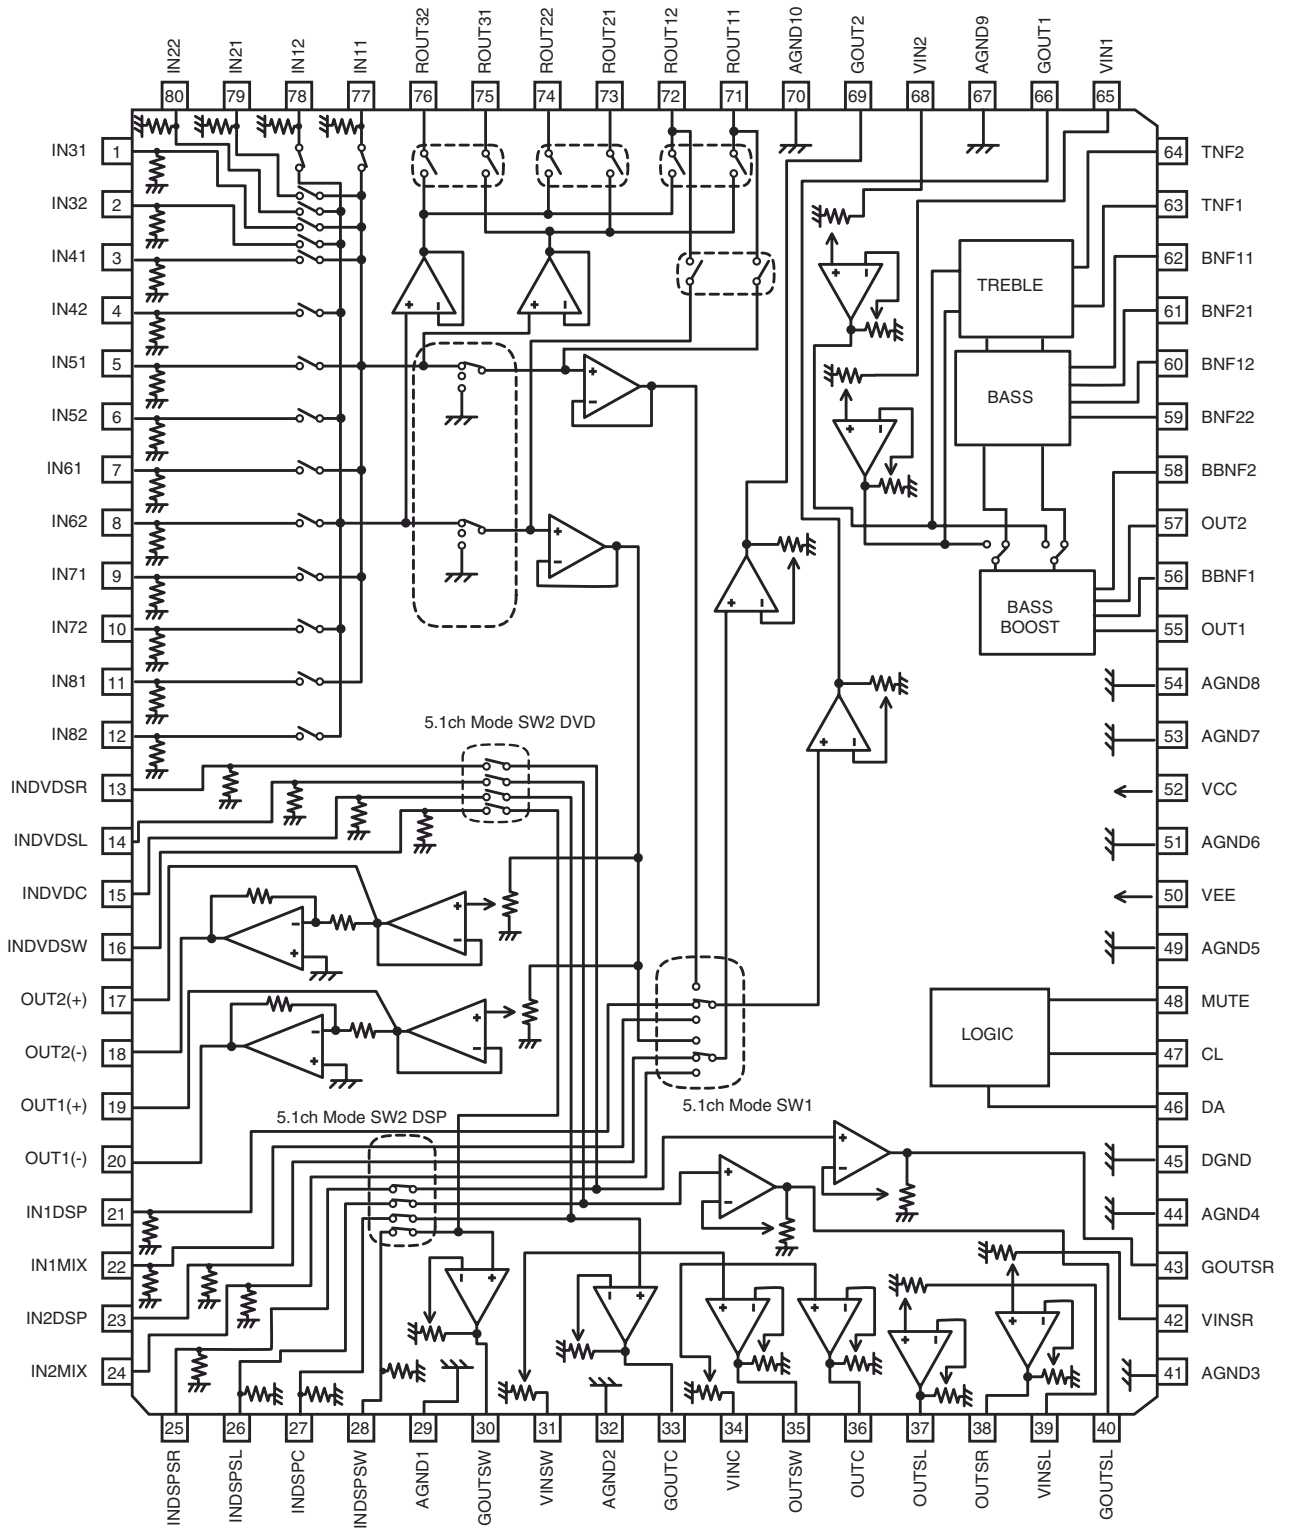 IN22 IN21 IN12 IN11 ROUT32 ROUT31 ROUT22 ROUT21 ROUT12 ROUT11 AGND10 GOUT2 VIN2 AGND9 GOUT1 VIN1
80 79 78 77 76 75 74 73 72 71 70 69 68 67 66 65
IN31 1
IN32 2
IN41 3
IN42 4
IN51 5
IN52 6
IN61 7
IN62 8
IN71 9
IN72 10
IN81 11
IN82 12
INDVDSR 13
INDVDSL 14
INDVDC 15
INDVDSW 16
OUT2(+) 17
OUT2(-) 18
OUT1(+) 19
OUT1(-) 20
IN1DSP 21
IN1MIX 22
IN2DSP 23
IN2MIX 24
TREBLE
BASS
BASS
BOOST
5.1ch Mode SW2 DVD
LOGIC
5.1ch Mode SW1
5.1ch Mode SW2 DSP
64 TNF2
63 TNF1
62 BNF11
61 BNF21
60 BNF12
59 BNF22
58 BBNF2
57 OUT2
56 BBNF1
55 OUT1
54 AGND8
53 AGND7
52 VCC
51 AGND6
50 VEE
49 AGND5
48 MUTE
47 CL
46 DA
45 DGND
44 AGND4
43 GOUTSR
42 VINSR
41 AGND3
25 26 27 28 29 30 31 32 33 34 35 36 37 38 39 40
INDSPSR INDSPSL INDSPC INDSPSW AGND1 GOUTSW VINSW AGND2 GOUTC VINC OUTSW OUTC OUTSL OUTSR VINSL GOUTSL